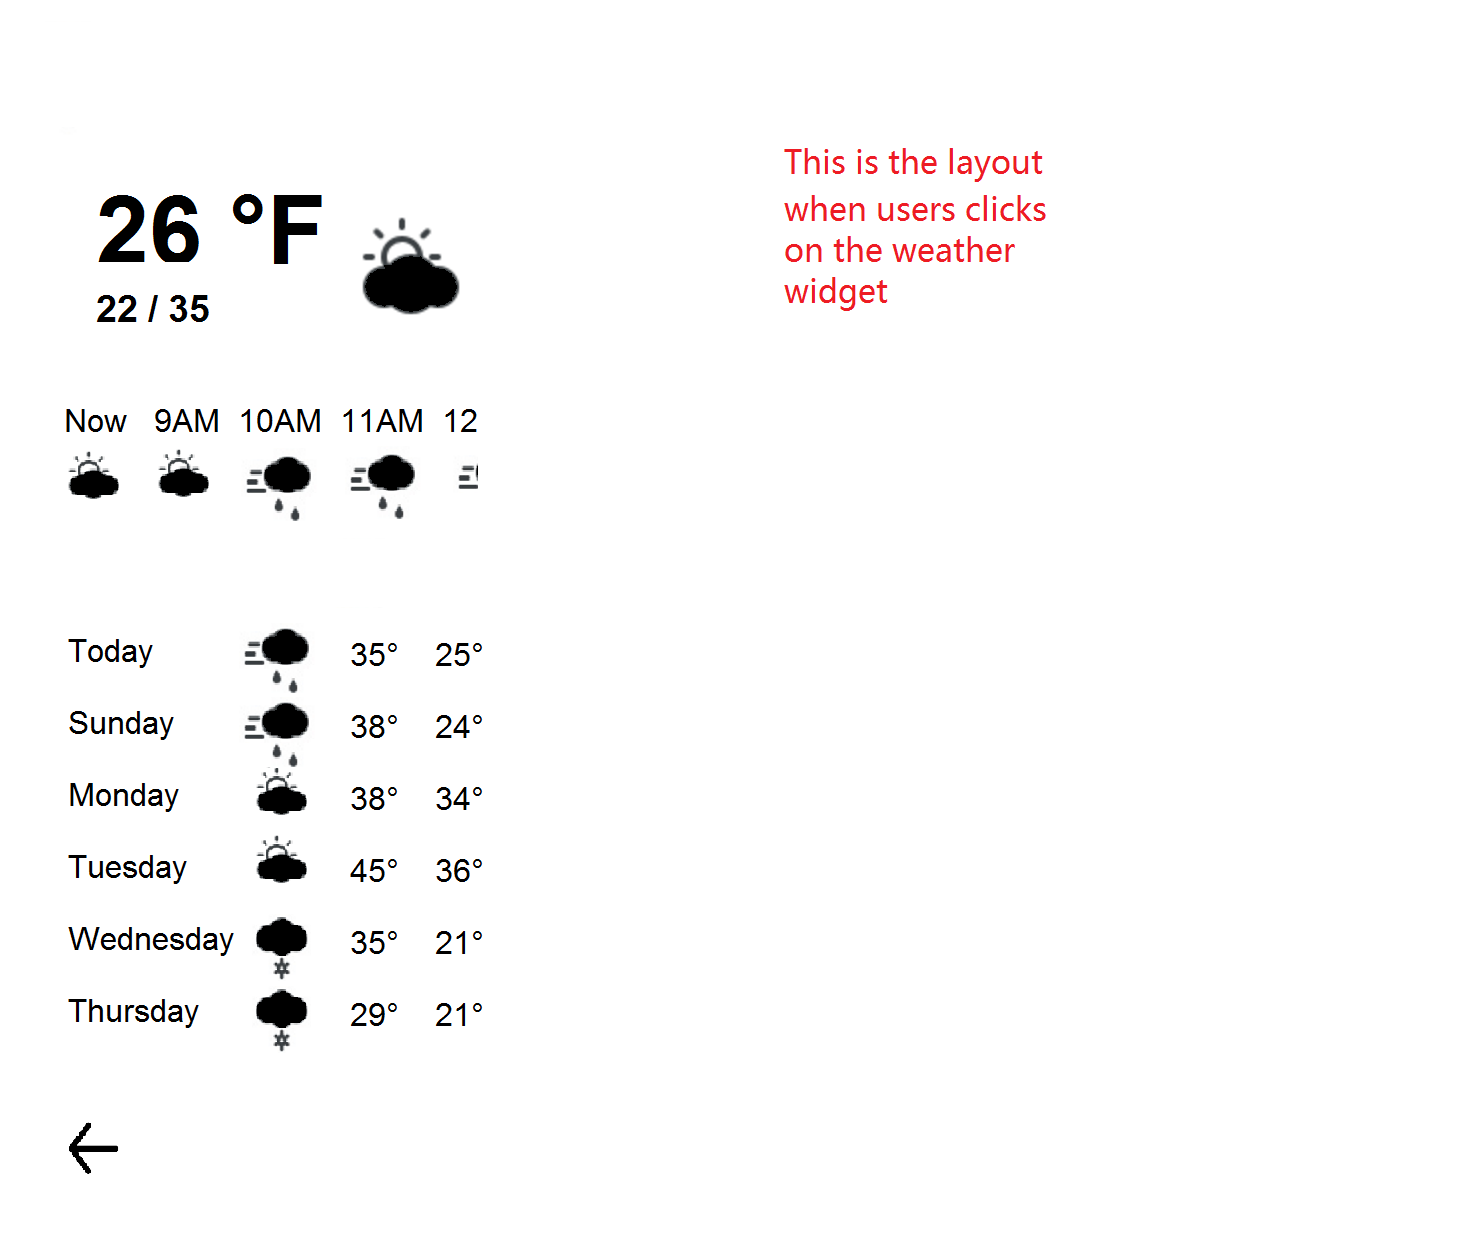 26 °F
22 / 35
This is the layout
when users clicks
on the weather
widget
Now 9AM 10AM 11AM 12
Today 35° 25°
Sunday 38° 24°
Monday 38° 34°
Tuesday 45° 36°
Wednesday 35° 21°
Thursday 29° 21°